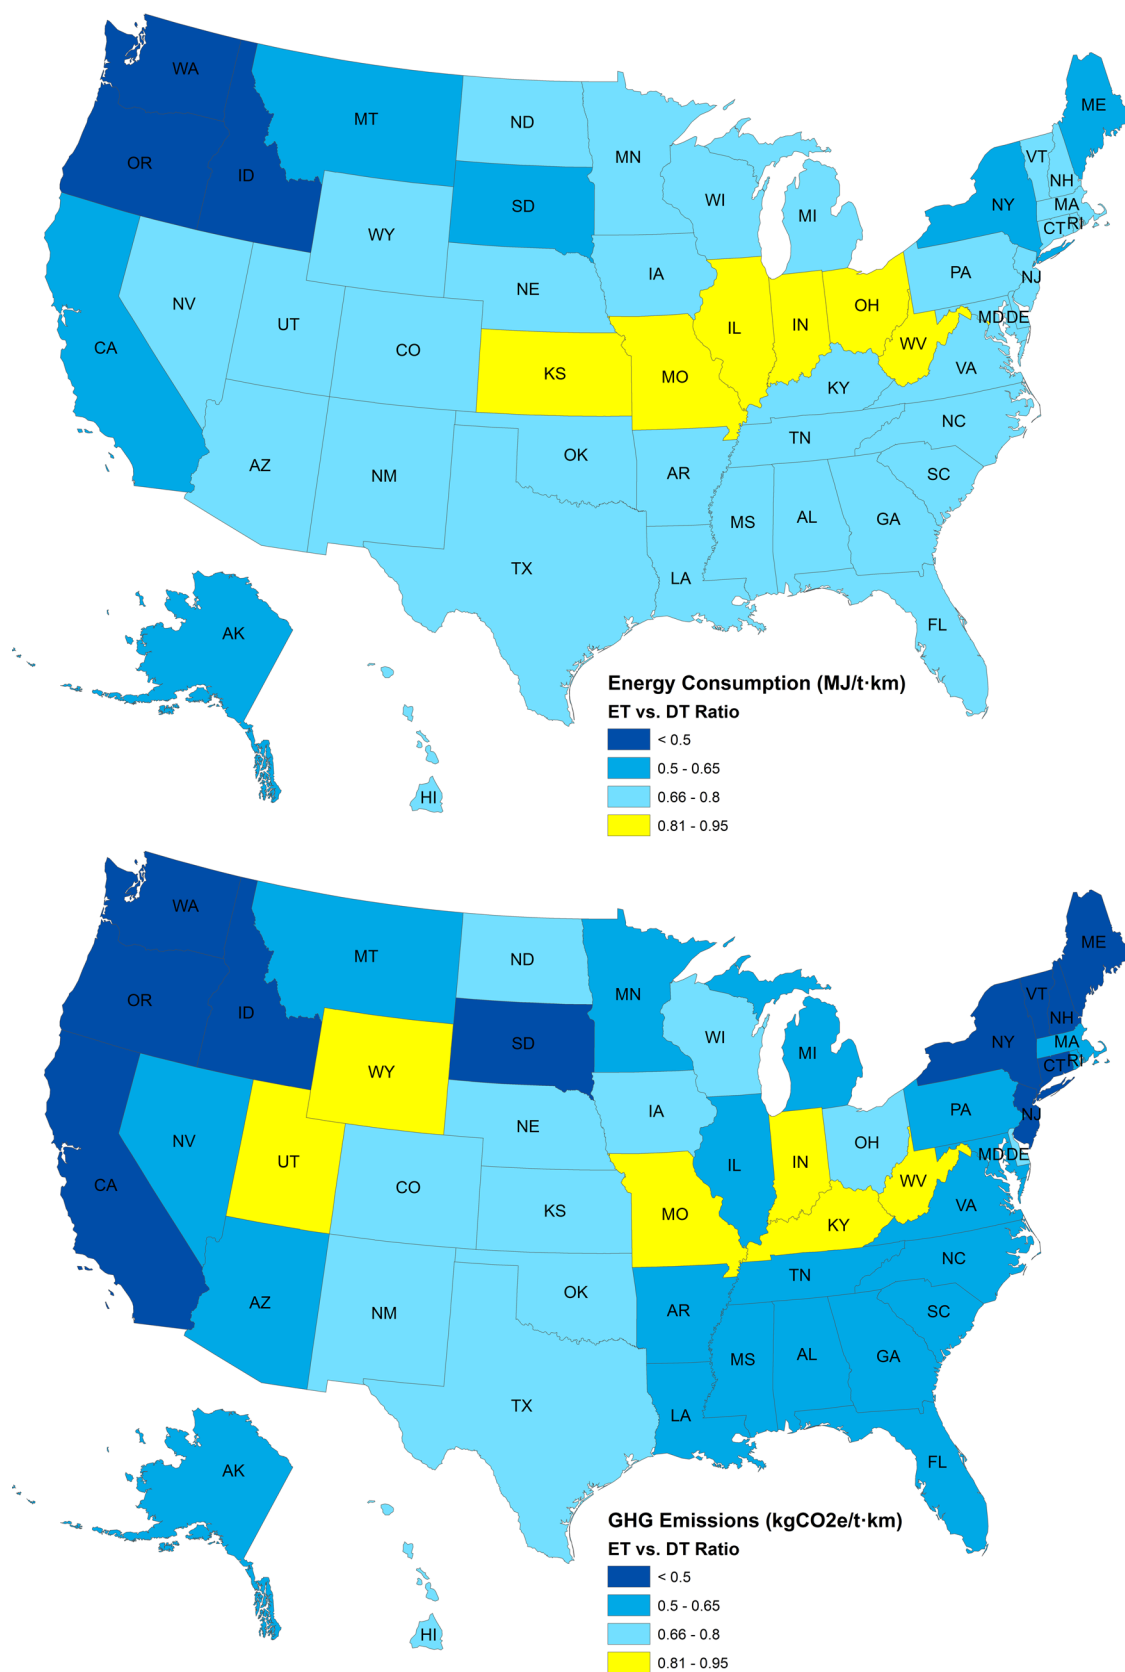 WA
MT
ND
MN
ME
OR
ID
SD
WI
MI
VT
NH
NY
MA
CT
RI
WY
IA
NE
PA
NJ
NV
UT
CO
CA
KS
MO
IL
IN
OH
WV
MD
DE
VA
KY
AZ
NM
OK
AR
TN
NC
SC
MS
AL
GA
TX
LA
FL
AK
HI
Energy Consumption (MJ/t·km)
ET vs. DT Ratio
< 0.5
0.5 - 0.65
0.66 - 0.8
0.81 - 0.95
WA
MT
ND
MN
ME
OR
ID
SD
WI
MI
VT
NH
NY
MA
CT
RI
WY
IA
NE
PA
NJ
NV
UT
CO
CA
KS
MO
IL
IN
OH
WV
MD
DE
VA
KY
AZ
NM
OK
AR
TN
NC
SC
MS
AL
GA
TX
LA
FL
AK
HI
GHG Emissions (kgCO2e/t·km)
ET vs. DT Ratio
< 0.5
0.5 - 0.65
0.66 - 0.8
0.81 - 0.95